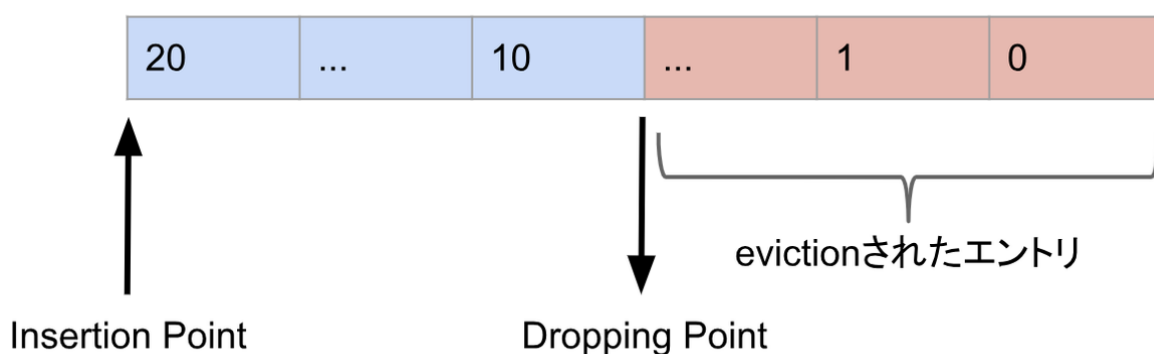 20 ... 10 ... 1 0
evictionされたエントリ
Insertion Point Dropping Point